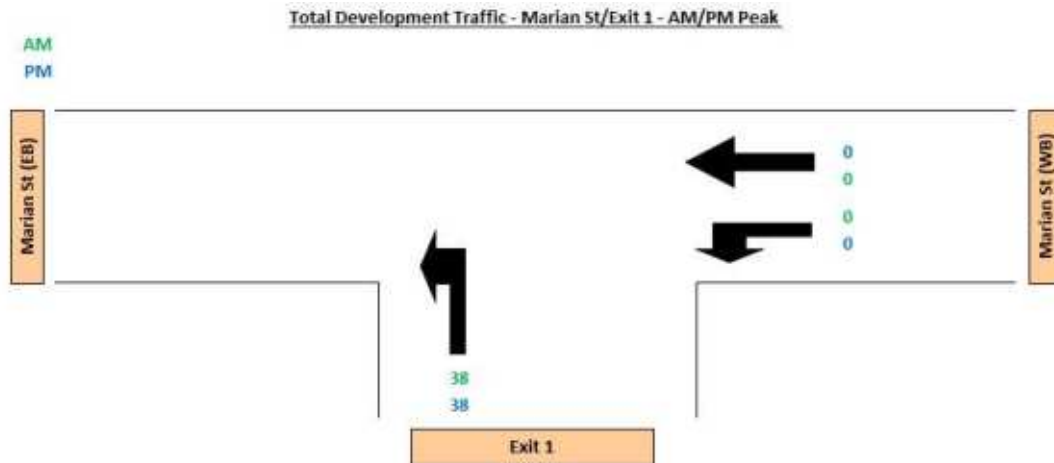 Total Development Traffic - Marian St/Exit 1 - AM/PM Peak
AM
PM
Marian St (EB)
0
0
0
0
Marian St (WB)
38
38
Exit 1